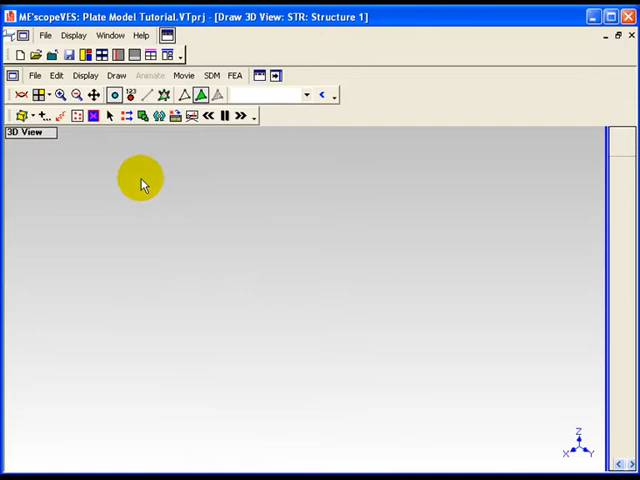 ME'scopeVES: Plate Model Tutorial.VTprj - [Draw 3D View: STR: Structure 1]
File Display Window Help
File Edit Display Draw Animate Movie SDM FEA
123
3D View
Z
X Y